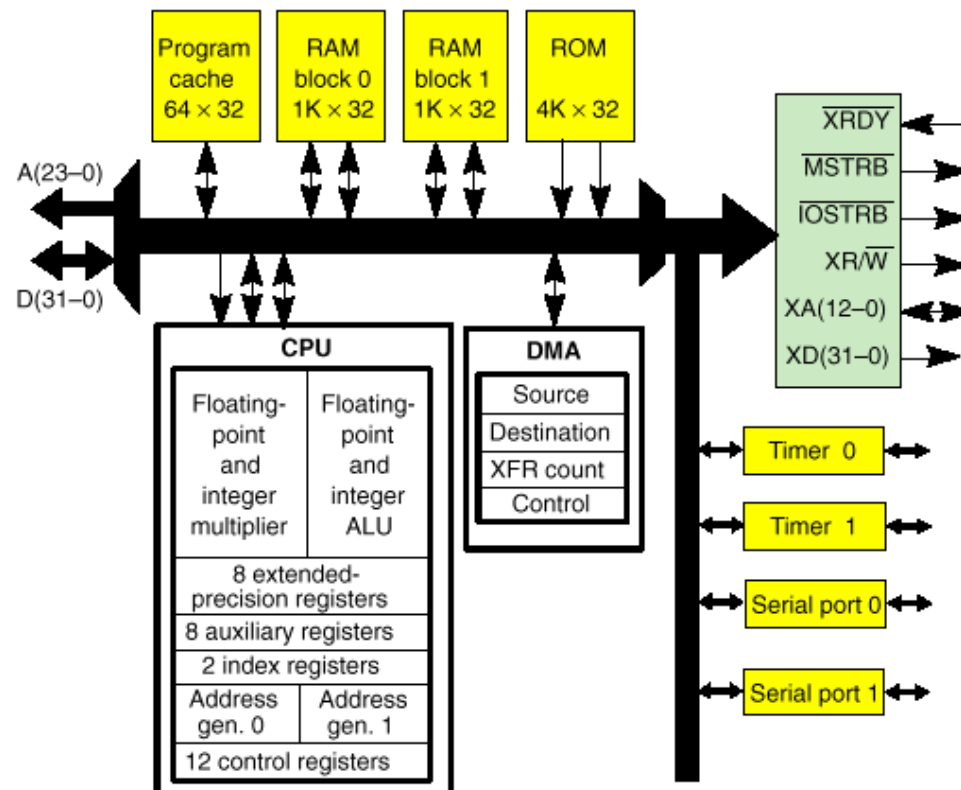 Program
cache
64 × 32
RAM
block 0
1K × 32
RAM
block 1
1K × 32
ROM
4K × 32
A(23–0)
D(31–0)
XRDY
MSTRB
IOSTRB
XR/W
XA(12–0)
XD(31–0)
CPU
Floating-
point
and
integer
multiplier
Floating-
point
and
integer
ALU
8 extended-
precision registers
8 auxiliary registers
2 index registers
Address
gen. 0
Address
gen. 1
12 control registers
DMA
Source
Destination
XFR count
Control
Timer 0
Timer 1
Serial port 0
Serial port 1